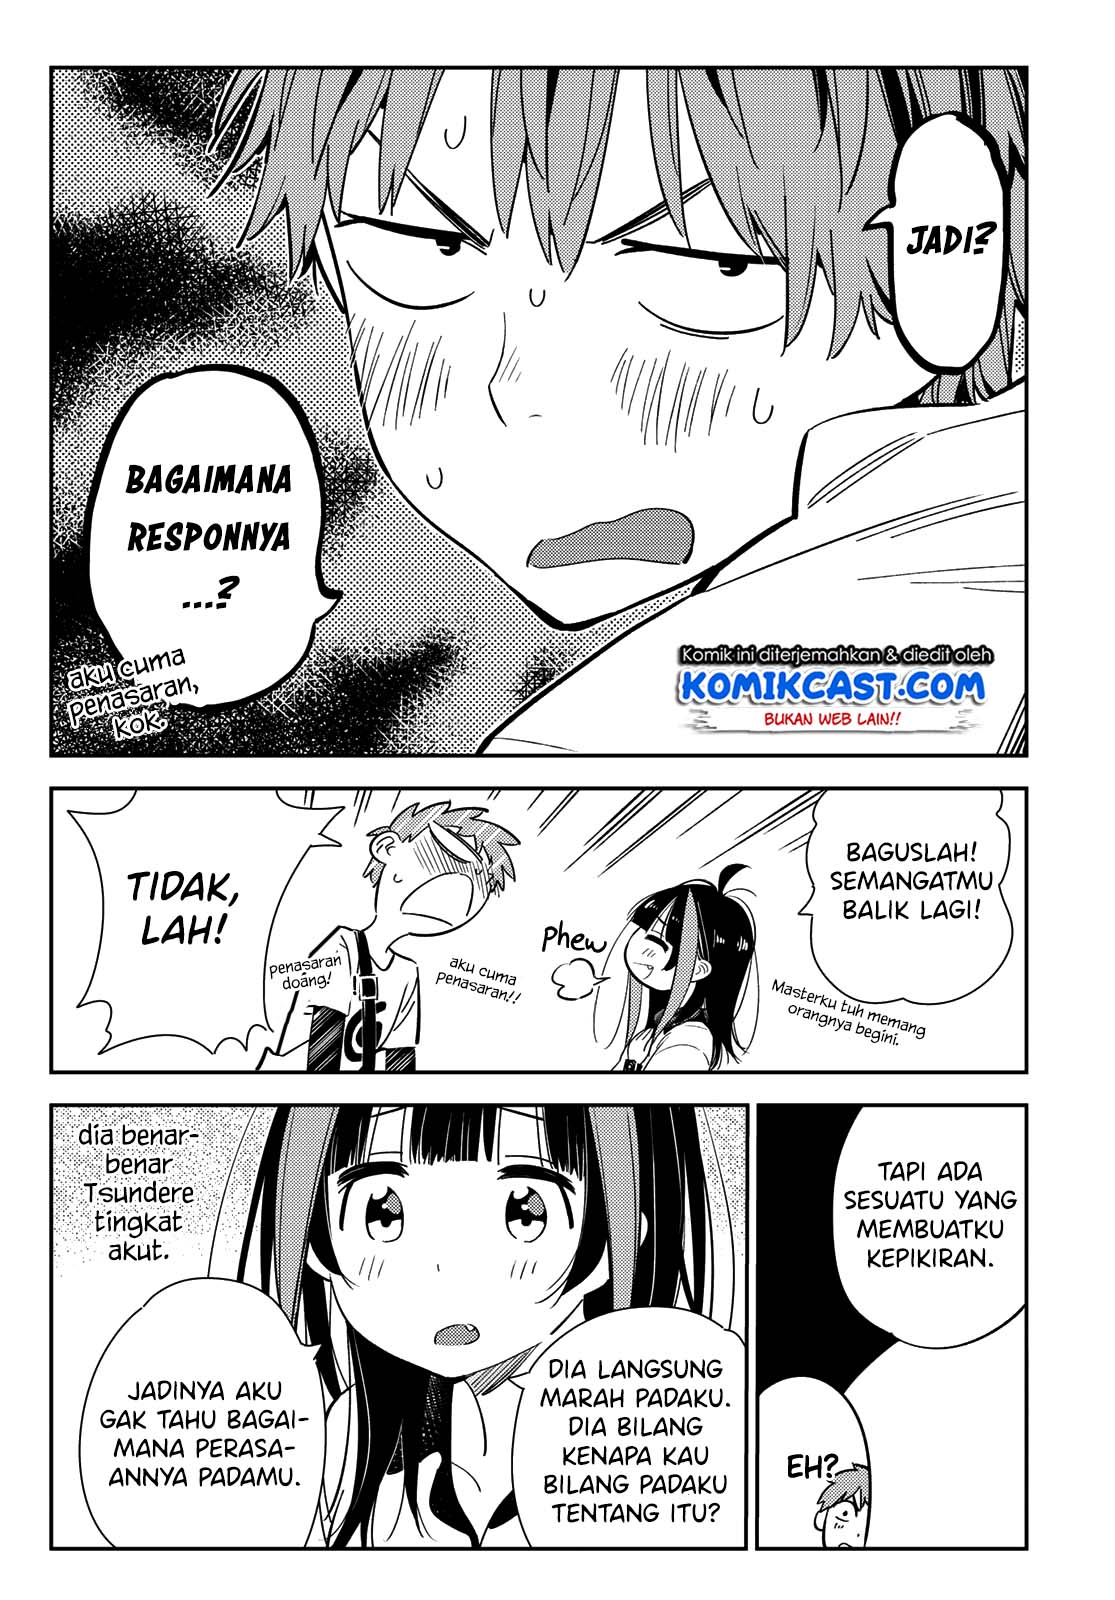 JADI?
BAGAIMANA
RESPONNYA
...?
aku cuma
penasaran,
kok.
Komik ini diterjemahkan & diedit oleh
KOMIKCAST.COM
BUKAN WEB LAIN!!
BAGUSLAH!
SEMANGATMU
BALIK LAGI!
Masterku tuh memang
orangnya begini.
Phew
aku cuma
penasaran!!
penasaran
doang!
TIDAK,
LAH!
TAPI ADA
SESUATU YANG
MEMBUATKU
KEPIKIRAN.
EH?
DIA LANGSUNG
MARAH PADAKU.
DIA BILANG
KENAPA KAU
BILANG PADAKU
TENTANG ITU?
dia benar-
benar
Tsundere
tingkat
akut.
JADINYA AKU
GAK TAHU BAGAI-
MANA PERASA-
ANNYA PADAMU.